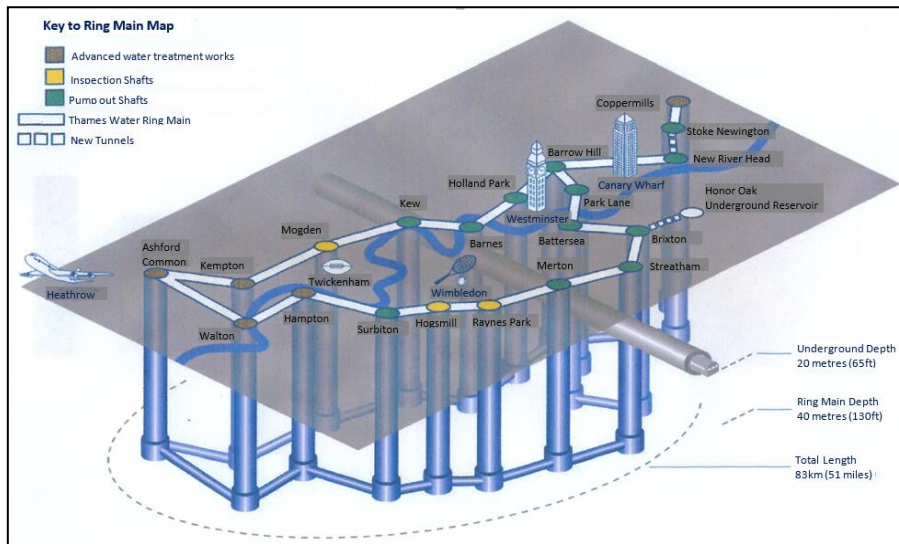 Key to Ring Main Map
Advanced water treatment works
Inspection Shafts
Pump out Shafts
Thames Water Ring Main
New Tunnels
Coppermills
Stoke Newington
Barrow Hill
New River Head
Holland Park
Canary Wharf
Honor Oak
Underground Reservoir
Park Lane
Kew
Westminster
Mogden
Barnes
Battersea
Brixton
Ashford
Common
Kempton
Merton
Streatham
Twickenham
Heathrow
Wimbledon
Hampton
Walton
Surbiton
Hogsmill
Raynes Park
Underground Depth
20 metres (65ft)
Ring Main Depth
40 metres (130ft)
Total Length
83km (51 miles)